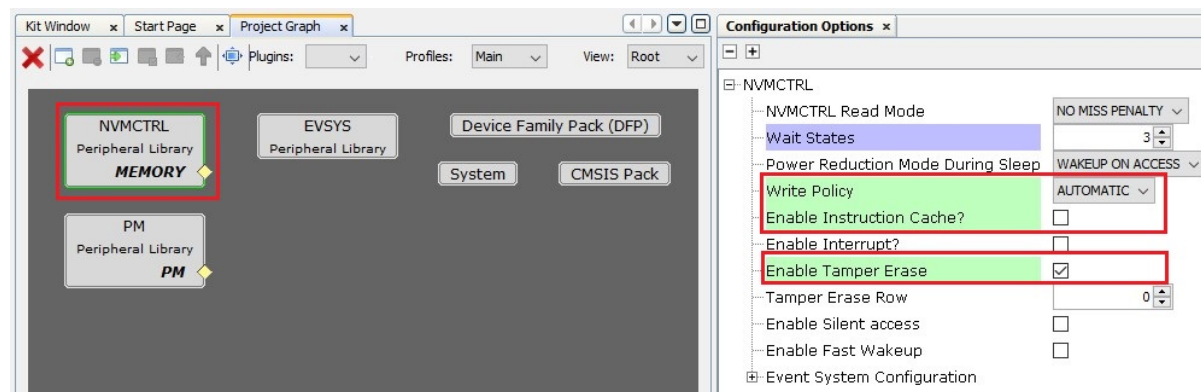 Kit Window x Start Page x Project Graph x
Plugins: Profiles: Main View: Root
NVMCTRL
Peripheral Library
MEMORY
EVSYS
Peripheral Library
Device Family Pack (DFP)
System
CMSIS Pack
PM
Peripheral Library
PM
Configuration Options x
NVMCTRL
NVMCTRL Read Mode NO MISS PENALTY
Wait States 3
Power Reduction Mode During Sleep WAKEUP ON ACCESS
Write Policy AUTOMATIC
Enable Instruction Cache?
Enable Interrupt?
Enable Tamper Erase
Tamper Erase Row 0
Enable Silent access
Enable Fast Wakeup
Event System Configuration